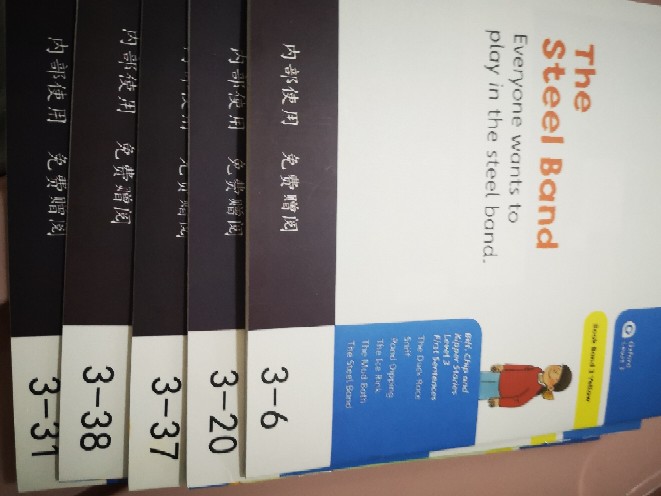 The
Steel Band
Everyone wants to
play in the steel band.
Oxford
Level 3
Book Band 3 Yellow
Biff, Chip and
Kipper Stories
Level 3
First Sentences
The Duck Race
Snit
Pond Dipping
The Ice Rink
The Mud Bath
The Steel Band
内部使用 免费赠阅
3-6
内部使用 免费赠阅
3-20
3-37
内部使用 免费赠阅
3-38
内部使用 免费赠阅
3-31